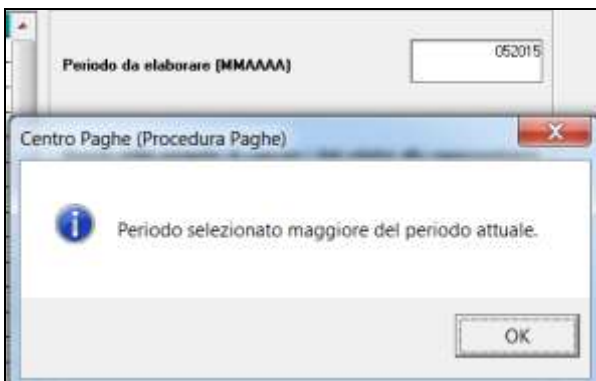 Periodo da elaborare (MMAAAA)
052015
Centro Paghe (Procedura Paghe)
Periodo selezionato maggiore del periodo attuale.
OK